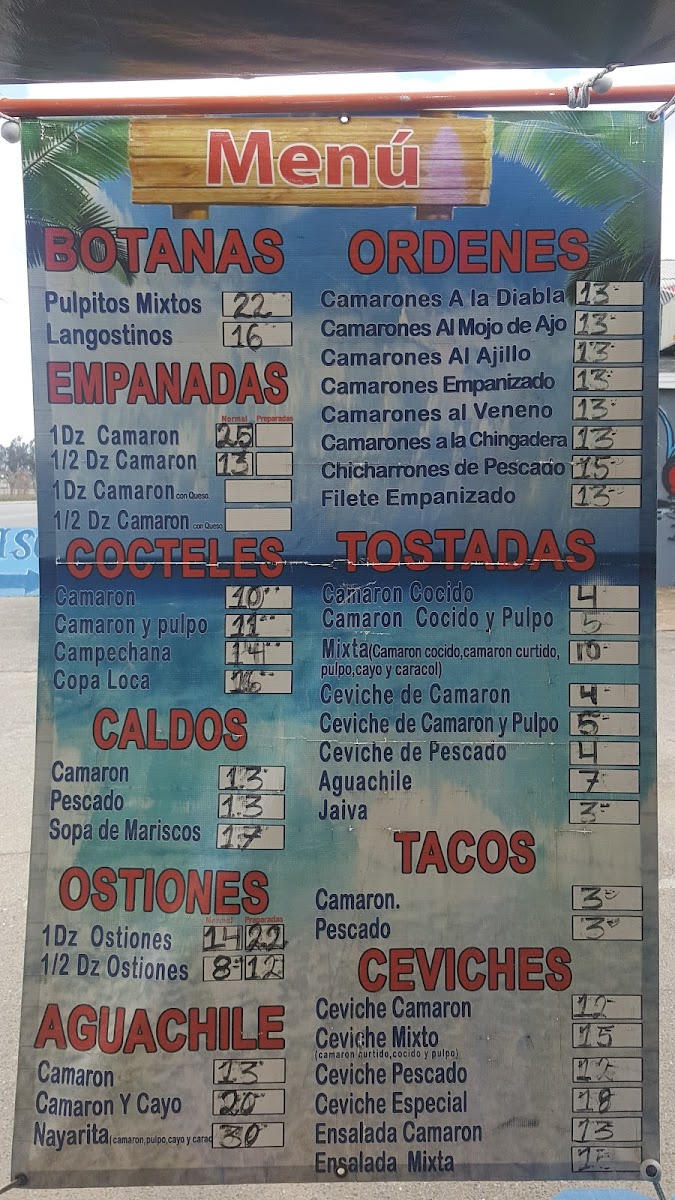 Menú
BOTANAS
Pulpitos Mixtos 22
Langostinos 16
EMPANADAS
Normal Preparadas
1Dz Camaron 25
1/2 Dz Camaron 13
1Dz Camaron con Queso
1/2 Dz Camaron con Queso
COCTELES
Camaron 10
Camaron y pulpo 11
Campechana 14
Copa Loca 16
CALDOS
Camaron 13
Pescado 13
Sopa de Mariscos 17
OSTIONES
Normal Preparadas
1Dz Ostiones 14 22
1/2 Dz Ostiones 8 12
AGUACHILE
Camaron 13
Camaron Y Cayo 20
Nayarita (camaron,pulpo,cayo y carac 30
ORDENES
Camarones A la Diabla 13
Camarones Al Mojo de Ajo 13
Camarones Al Ajillo 13
Camarones Empanizado 13
Camarones al Veneno 13
Camarones a la Chingadera 13
Chicharrones de Pescado 15
Filete Empanizado 13
TOSTADAS
Camaron Cocido 4
Camaron Cocido y Pulpo 5
Mixta (Camaron cocido,camaron curtido, 10
pulpo,cayo y caracol)
Ceviche de Camaron 4
Ceviche de Camaron y Pulpo 5
Ceviche de Pescado 4
Aguachile 7
Jaiva 3
TACOS
Camaron. 3
Pescado 3
CEVICHES
Ceviche Camaron 12
Ceviche Mixto 15
(camaron curtido,cocido y pulpo)
Ceviche Pescado 12
Ceviche Especial 18
Ensalada Camaron 13
Ensalada Mixta